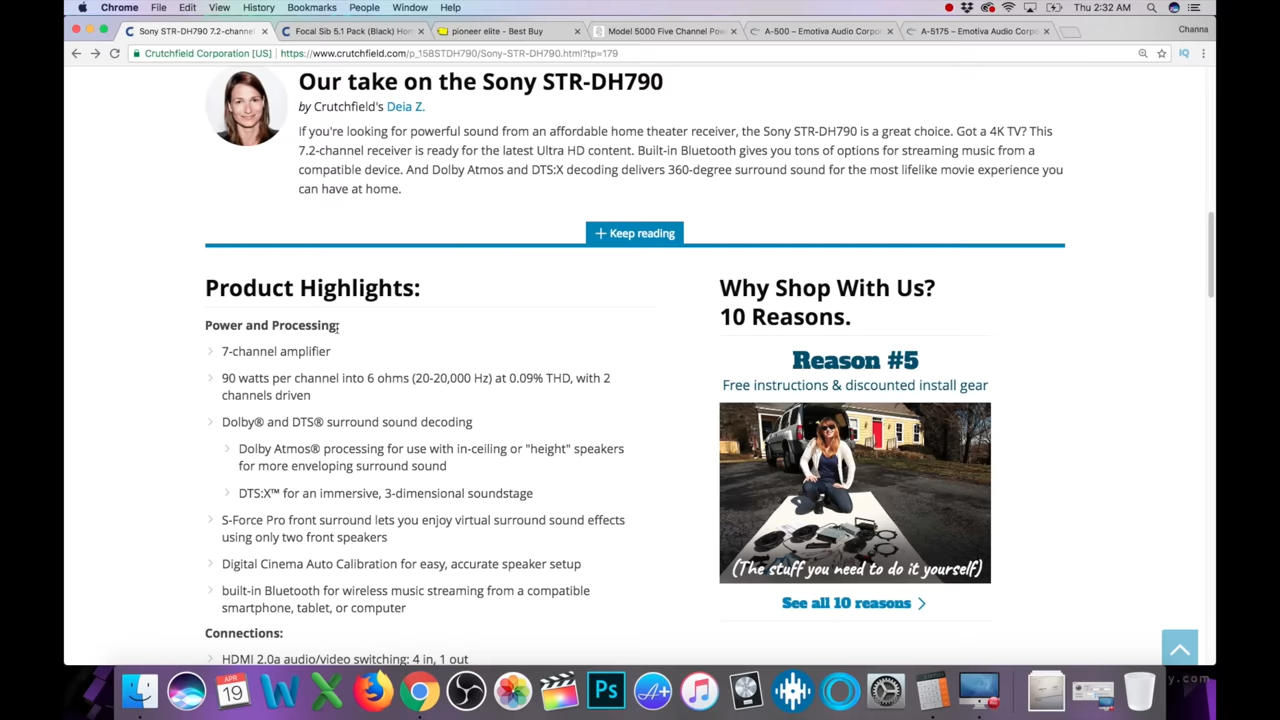 Chrome File Edit View History Bookmarks People Window Help Thu 2:32 AM
Sony STR-DH790 7.2-channel Focal Sib 5.1 Pack (Black) Hom pioneer elite - Best Buy Model 5000 Five Channel Pow A-500 – Emotiva Audio Corpo A-5175 – Emotiva Audio Corpo Channa
Crutchfield Corporation [US] https://www.crutchfield.com/p_158STDH790/Sony-STR-DH790.html?tp=179 IQ
Our take on the Sony STR-DH790
by Crutchfield's Deia Z.
If you're looking for powerful sound from an affordable home theater receiver, the Sony STR-DH790 is a great choice. Got a 4K TV? This
7.2-channel receiver is ready for the latest Ultra HD content. Built-in Bluetooth gives you tons of options for streaming music from a
compatible device. And Dolby Atmos and DTS:X decoding delivers 360-degree surround sound for the most lifelike movie experience you
can have at home.
+ Keep reading
Product Highlights:
Power and Processing:
7-channel amplifier
90 watts per channel into 6 ohms (20-20,000 Hz) at 0.09% THD, with 2
channels driven
Dolby® and DTS® surround sound decoding
Dolby Atmos® processing for use with in-ceiling or "height" speakers
for more enveloping surround sound
DTS:X™ for an immersive, 3-dimensional soundstage
S-Force Pro front surround lets you enjoy virtual surround sound effects
using only two front speakers
Digital Cinema Auto Calibration for easy, accurate speaker setup
built-in Bluetooth for wireless music streaming from a compatible
smartphone, tablet, or computer
Connections:
HDMI 2.0a audio/video switching: 4 in, 1 out
Why Shop With Us?
10 Reasons.
Reason #5
Free instructions & discounted install gear
(The stuff you need to do it yourself)
See all 10 reasons
APR
19
Ps